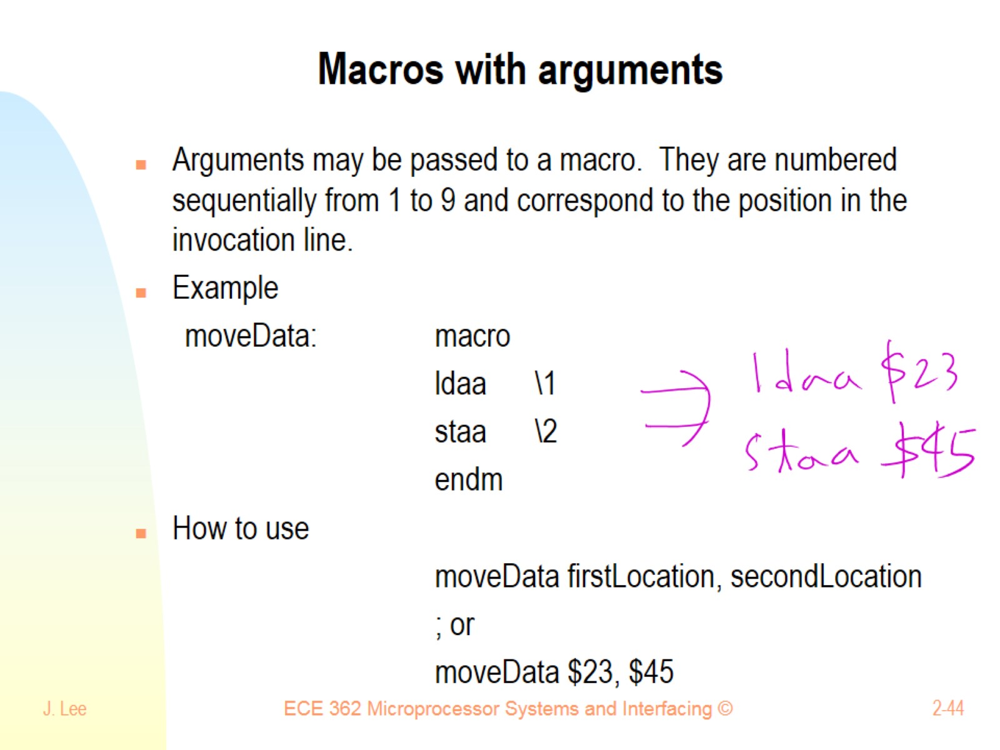 Macros with arguments
Arguments may be passed to a macro. They are numbered
sequentially from 1 to 9 and correspond to the position in the
invocation line.
Example
moveData: macro
ldaa \1
staa \2
endm
ldaa $23
staa $45
How to use
moveData firstLocation, secondLocation
; or
moveData $23, $45
J. Lee
ECE 362 Microprocessor Systems and Interfacing ©
2-44